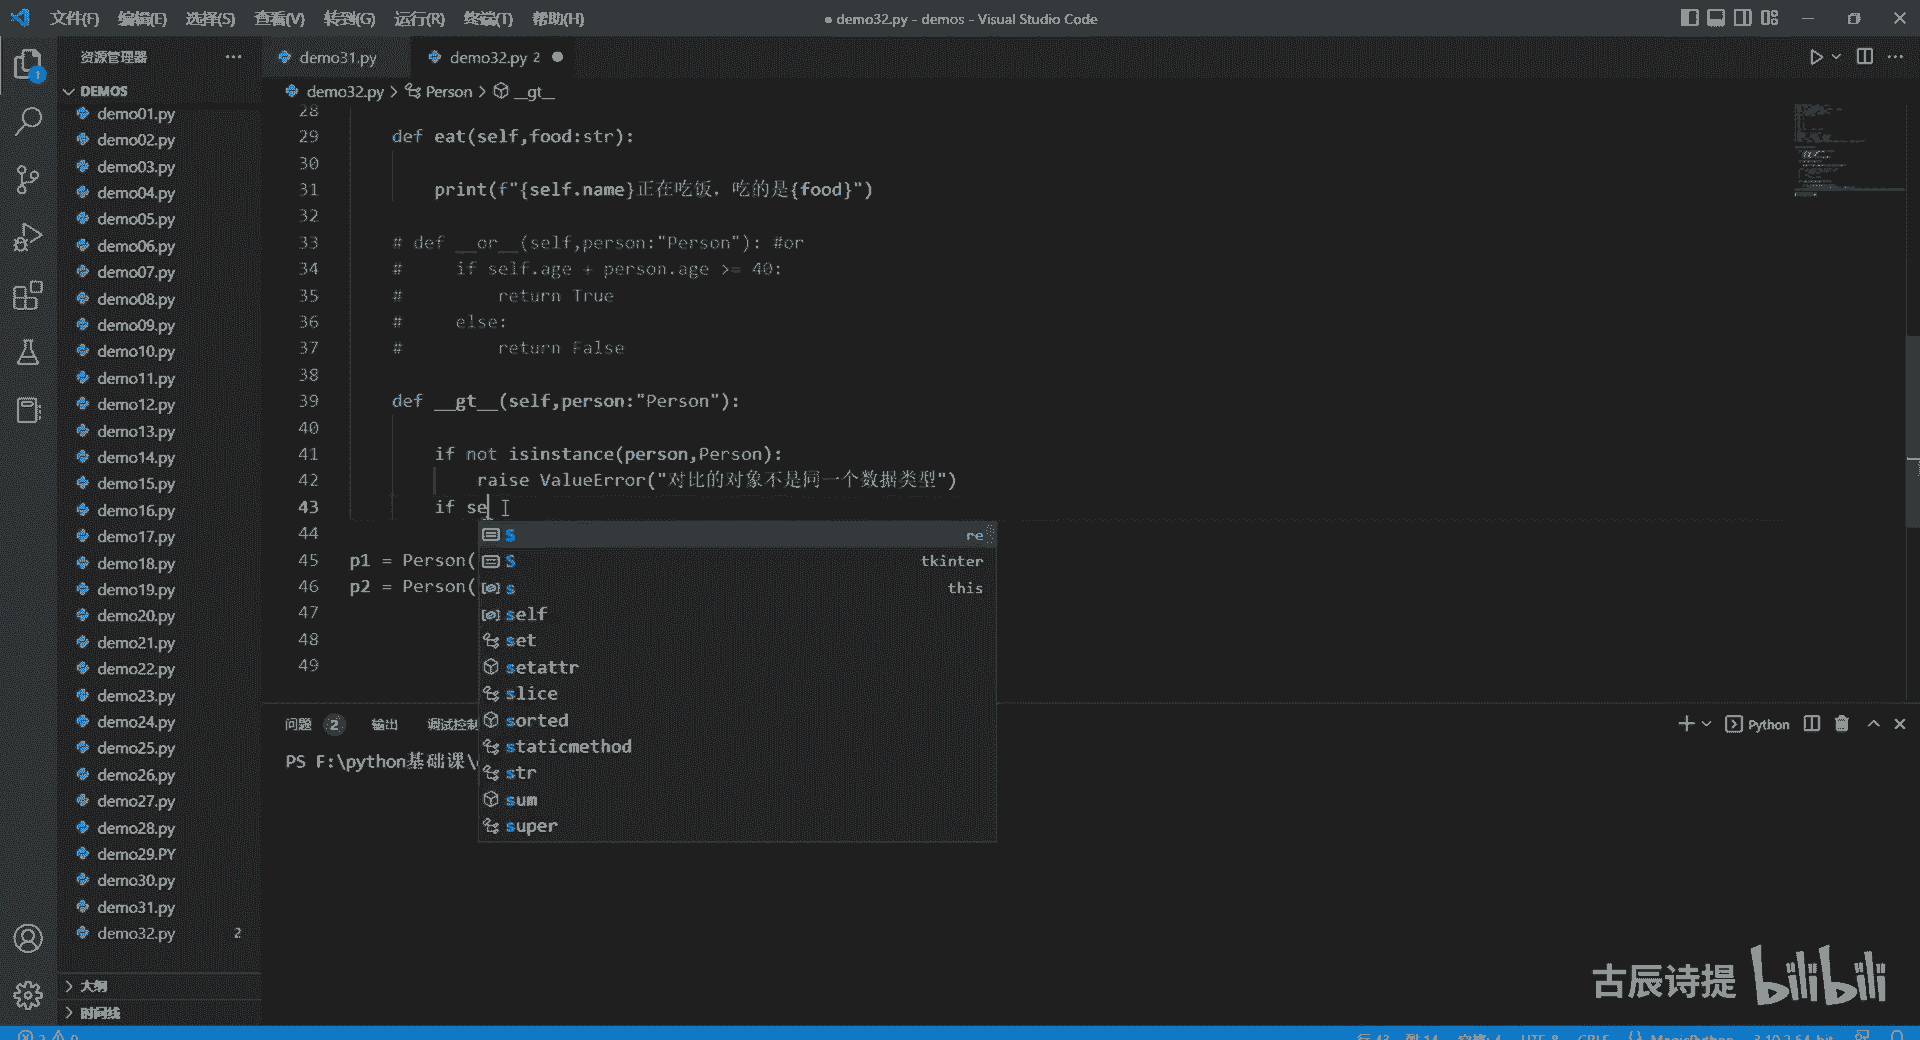 文件(F) 编辑(E) 选择(S) 查看(V) 转到(G) 运行(R) 终端(T) 帮助(H)
● demo32.py - demos - Visual Studio Code
资源管理器
DEMOS
demo01.py
demo02.py
demo03.py
demo04.py
demo05.py
demo06.py
demo07.py
demo08.py
demo09.py
demo10.py
demo11.py
demo12.py
demo13.py
demo14.py
demo15.py
demo16.py
demo17.py
demo18.py
demo19.py
demo20.py
demo21.py
demo22.py
demo23.py
demo24.py
demo25.py
demo26.py
demo27.py
demo28.py
demo29.PY
demo30.py
demo31.py
demo32.py 2
大纲
时间线
1
demo31.py
demo32.py 2 ●
demo32.py > Person > __gt__
28
29 def eat(self,food:str):
30
31 print(f"{self.name}正在吃饭，吃的是{food}")
32
33 # def __or__(self,person:"Person"): #or
34 # if self.age + person.age >= 40:
35 # return True
36 # else:
37 # return False
38
39 def __gt__(self,person:"Person"):
40
41 if not isinstance(person,Person):
42 raise ValueError("对比的对象不是同一个数据类型")
43 if se
44
45 p1 = Person(
46 p2 = Person(
47
48
49
S re
S tkinter
s this
self
set
setattr
slice
sorted
staticmethod
str
sum
super
问题 2 输出 调试控制
Python
PS F:\python基础课\
古辰诗提 bilibili